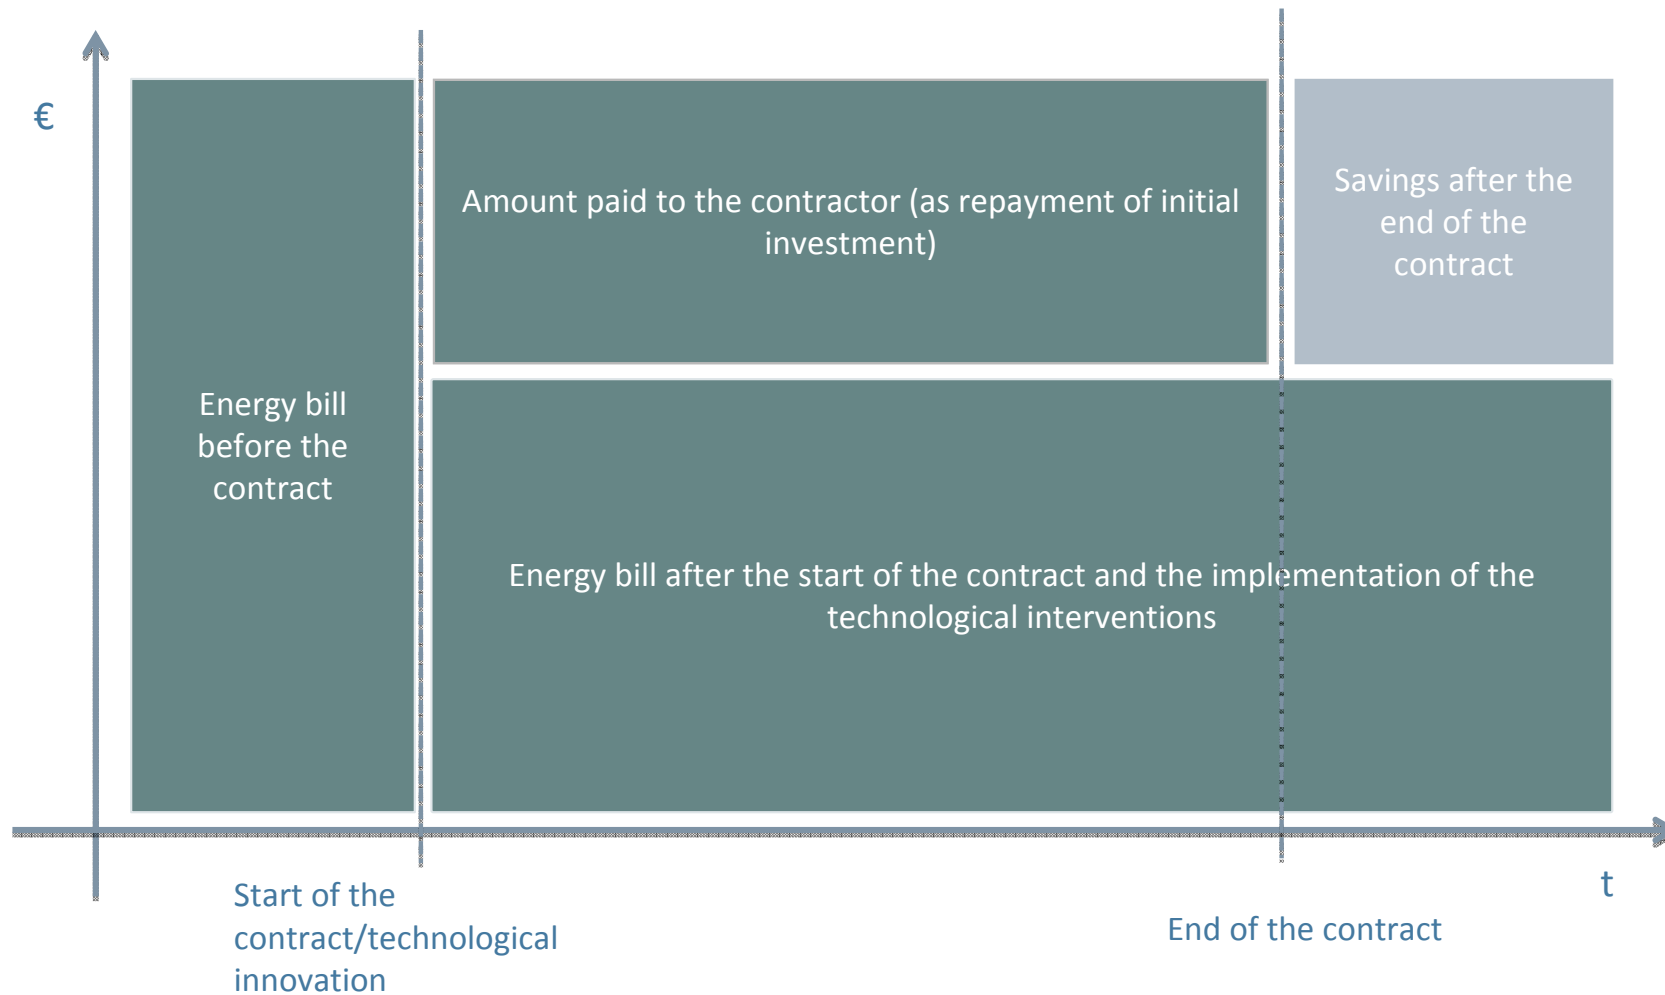 €
Energy bill
before the
contract
Amount paid to the contractor (as repayment of initial
investment)
Savings after the
end of the
contract
Energy bill after the start of the contract and the implementation of the
technological interventions
t
Start of the
contract/technological
innovation
End of the contract